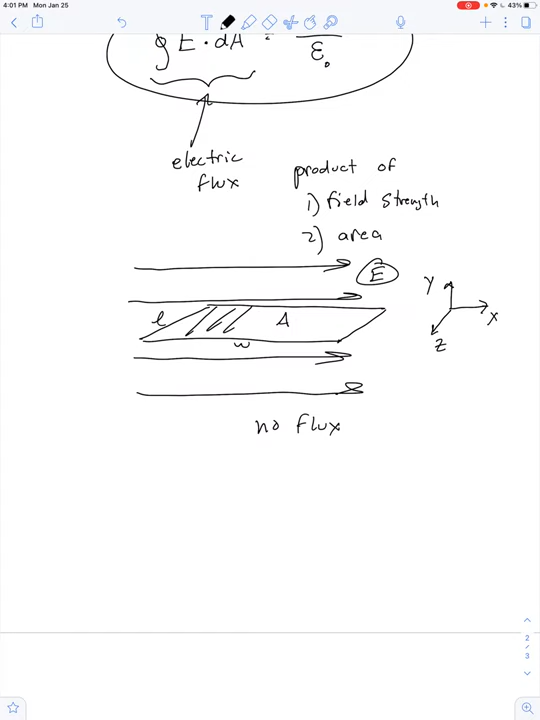 4:01 PM Mon Jan 25
43%
∮ E · dA =
ε₀
electric
flux
product of
1) field strength
2) area
E
Y
X
Z
l
A
w
no flux
2
/
3